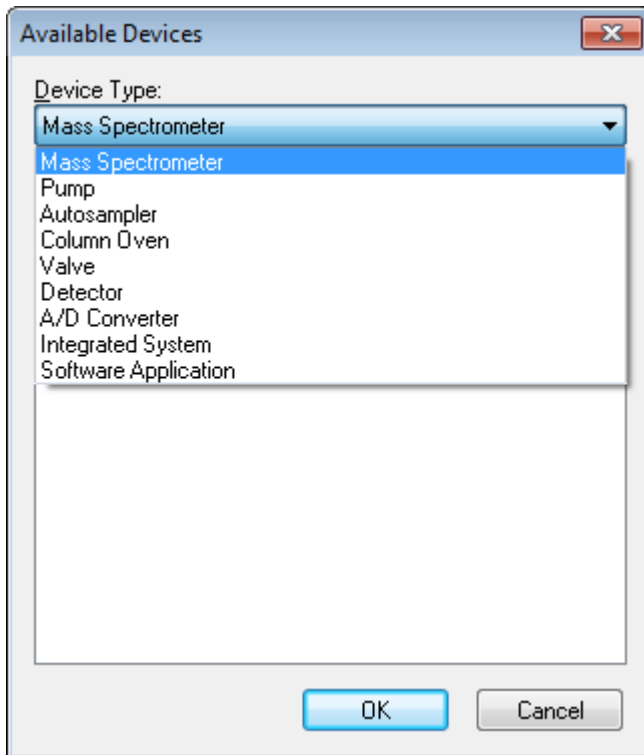 Available Devices
Device Type:
Mass Spectrometer
Mass Spectrometer
Pump
Autosampler
Column Oven
Valve
Detector
A/D Converter
Integrated System
Software Application
OK
Cancel